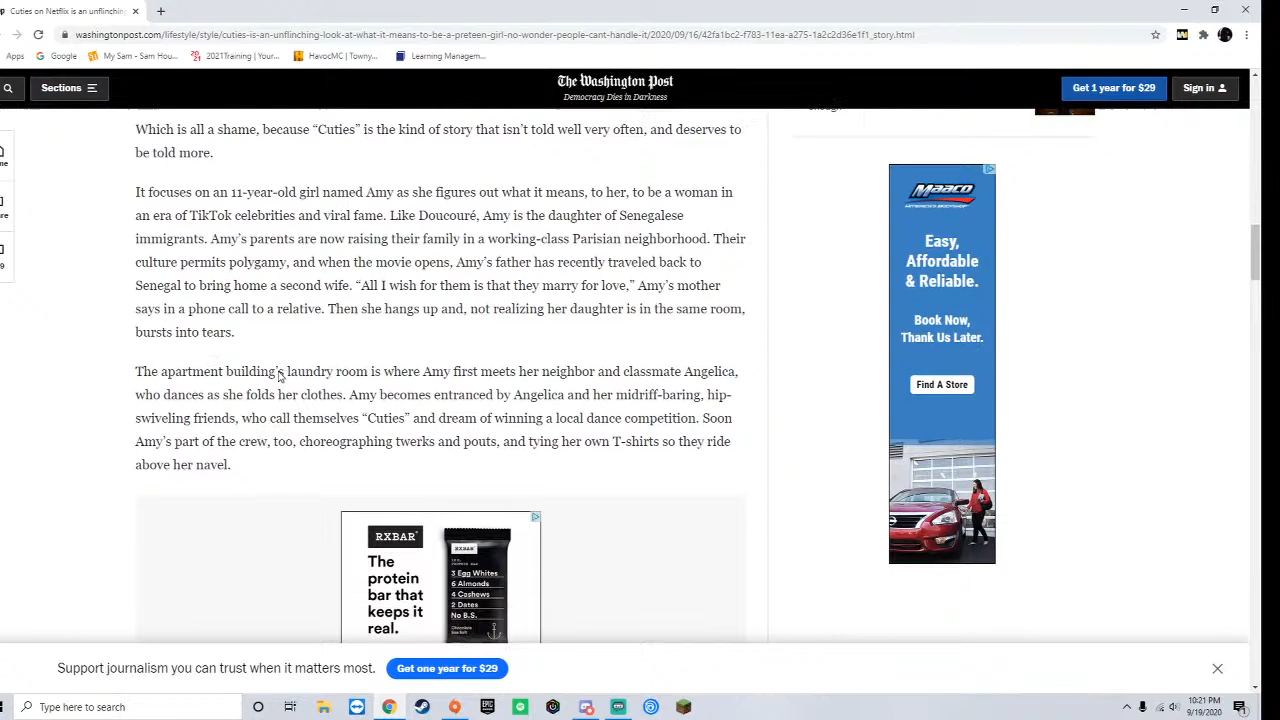 Cuties on Netflix is an unflinching
washingtonpost.com/lifestyle/style/cuties-is-an-unflinching-look-at-what-it-means-to-be-a-preteen-girl-no-wonder-people-cant-handle-it/2020/09/16/42fa1bc2-f783-11ea-a275-1a2c2d36e1f1_story.html
Apps Google My Sam - Sam Hou... 2021Training | Your... HavocMC | Towny... Learning Managem...
Sections
The Washington Post
Democracy Dies in Darkness
Get 1 year for $29
Sign in
Which is all a shame, because “Cuties” is the kind of story that isn’t told well very often, and deserves to
be told more.
It focuses on an 11-year-old girl named Amy as she figures out what it means, to her, to be a woman in
an era of TikTok celebrities and viral fame. Like Doucouré, Amy is the daughter of Senegalese
immigrants. Amy’s parents are now raising their family in a working-class Parisian neighborhood. Their
culture permits polygamy, and when the movie opens, Amy’s father has recently traveled back to
Senegal to bring home a second wife. “All I wish for them is that they marry for love,” Amy’s mother
says in a phone call to a relative. Then she hangs up and, not realizing her daughter is in the same room,
bursts into tears.
The apartment building’s laundry room is where Amy first meets her neighbor and classmate Angelica,
who dances as she folds her clothes. Amy becomes entranced by Angelica and her midriff-baring, hip-
swiveling friends, who call themselves “Cuties” and dream of winning a local dance competition. Soon
Amy’s part of the crew, too, choreographing twerks and pouts, and tying her own T-shirts so they ride
above her navel.
MAACO
Easy,
Affordable
& Reliable.
Book Now,
Thank Us Later.
Find A Store
RXBAR
The
protein
bar that
keeps it
real.
RXBAR
3 Egg Whites
6 Almonds
4 Cashews
2 Dates
No B.S.
Chocolate
Sea Salt
Support journalism you can trust when it matters most.
Get one year for $29
Type here to search
10:21 PM
9/19/2020